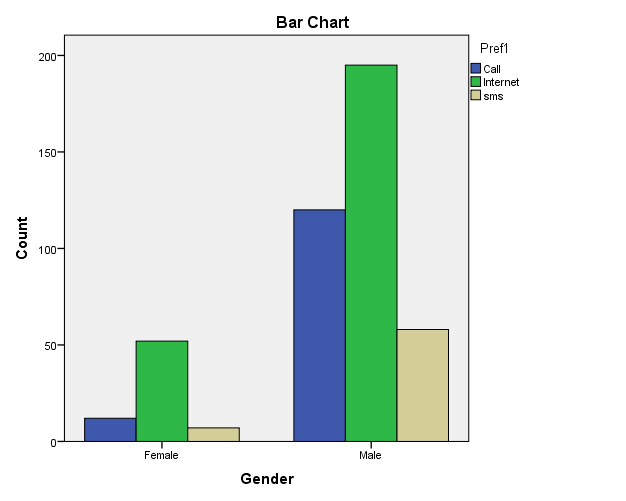 Bar Chart
Pref1
Call
Internet
sms
200
150
100
50
0
Count
Female
Male
Gender